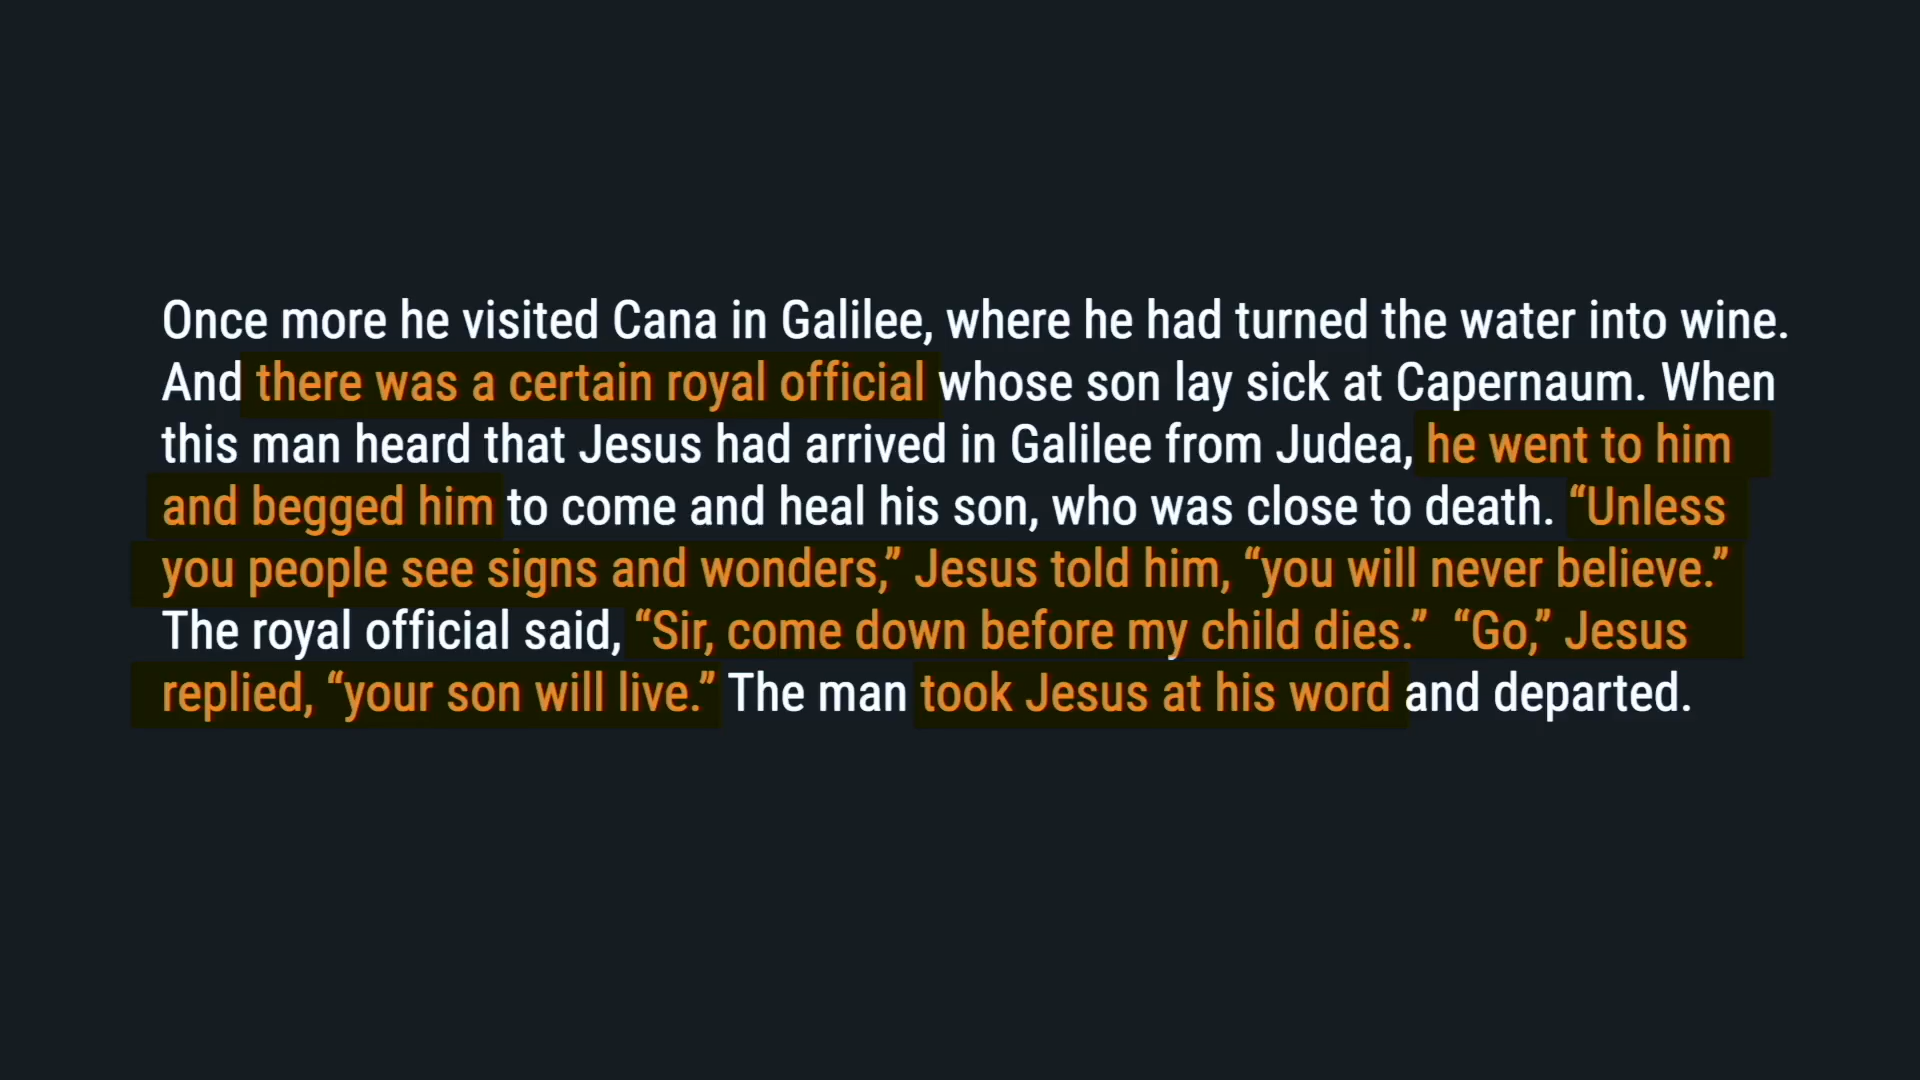 Once more he visited Cana in Galilee, where he had turned the water into wine.
And there was a certain royal official whose son lay sick at Capernaum. When
this man heard that Jesus had arrived in Galilee from Judea, he went to him
and begged him to come and heal his son, who was close to death. “Unless
you people see signs and wonders,” Jesus told him, “you will never believe.”
The royal official said, “Sir, come down before my child dies.”  “Go,” Jesus
replied, “your son will live.” The man took Jesus at his word and departed.